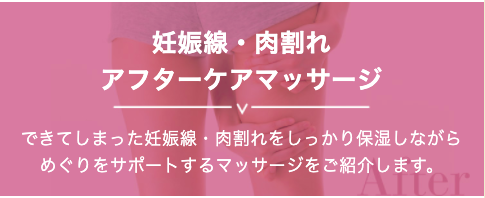 妊娠線・肉割れ
アフターケアマッサージ
できてしまった妊娠線・肉割れをしっかり保湿しながら
めぐりをサポートするマッサージをご紹介します。
After